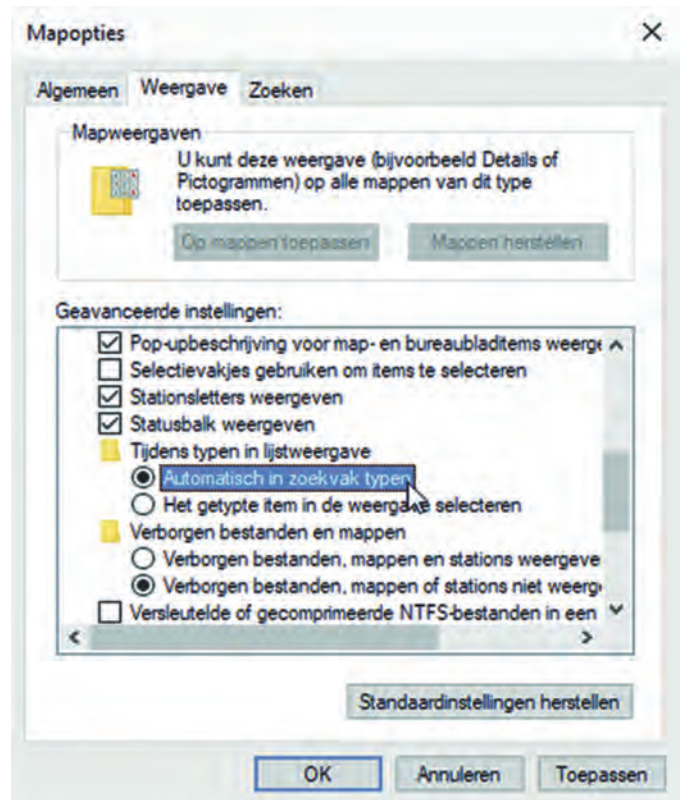 Mapopties
Algemeen Weergave Zoeken
Mapweergaven
U kunt deze weergave (bijvoorbeeld Details of
Pictogrammen) op alle mappen van dit type
toepassen.
Op mappen toepassen Mappen herstellen
Geavanceerde instellingen:
Pop-upbeschrijving voor map- en bureaubladitems weerge
Selectievakjes gebruiken om items te selecteren
Stationsletters weergeven
Statusbalk weergeven
Tijdens typen in lijstweergave
Automatisch in zoekvak typen
Het getypte item in de weergave selecteren
Verborgen bestanden en mappen
Verborgen bestanden, mappen en stations weergeve
Verborgen bestanden, mappen of stations niet weerg
Versleutelde of gecomprimeerde NTFS-bestanden in een
Standaardinstellingen herstellen
OK Annuleren Toepassen